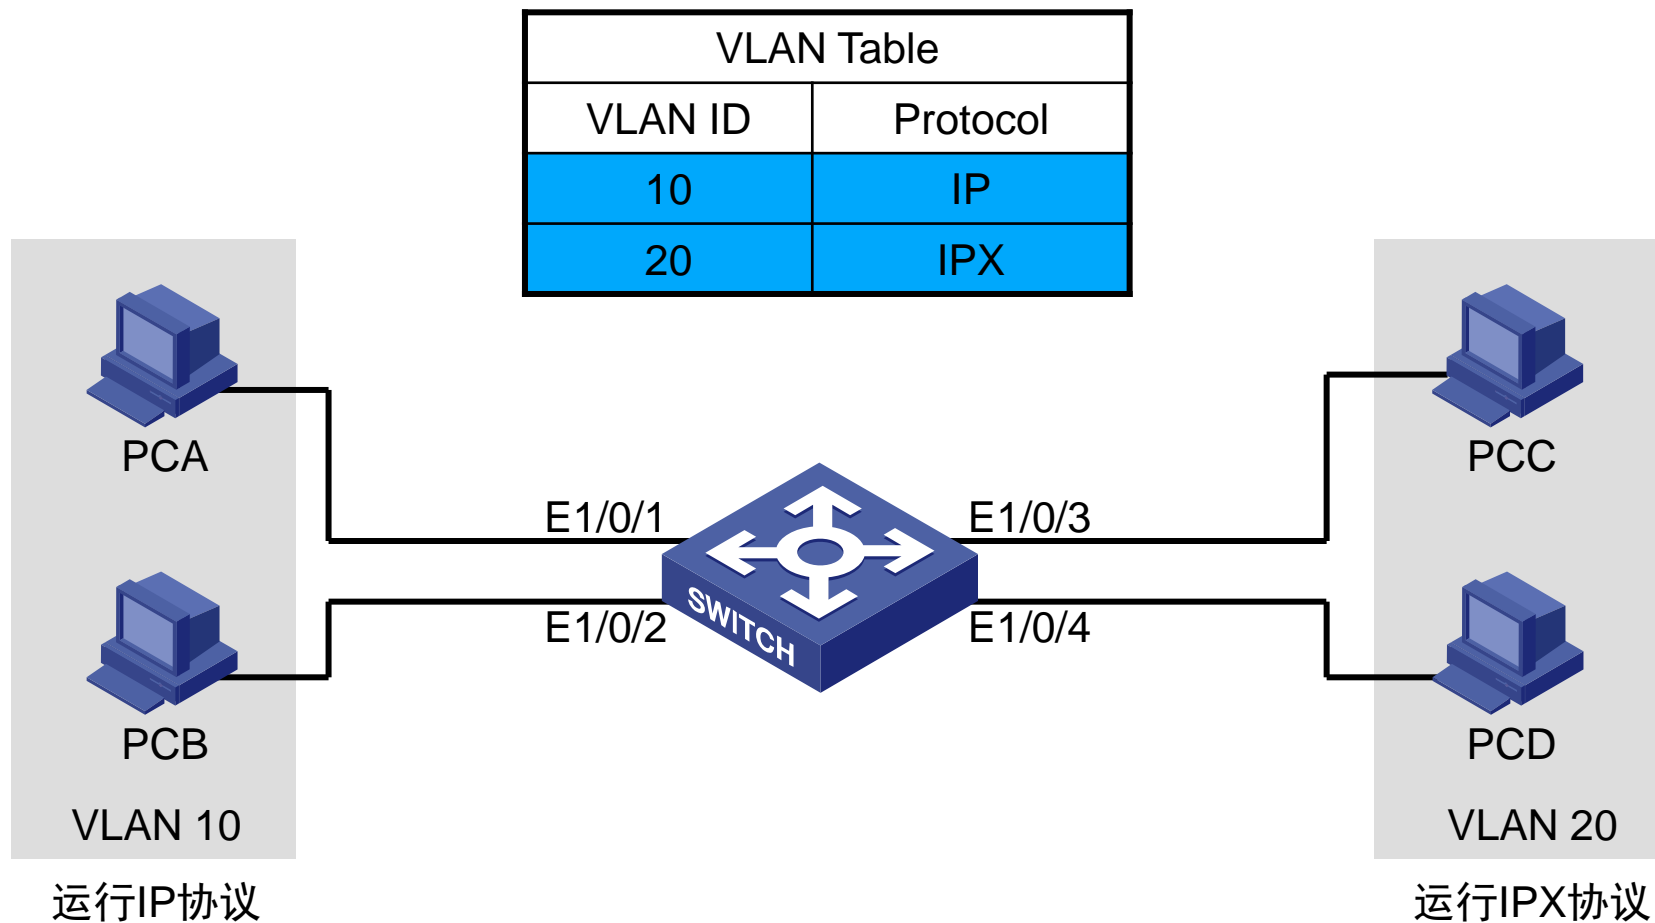 VLAN Table
VLAN ID Protocol
10 IP
20 IPX
PCA
PCC
E1/0/1
E1/0/3
SWITCH
E1/0/2
E1/0/4
PCB
PCD
VLAN 10
VLAN 20
运行IP协议
运行IPX协议